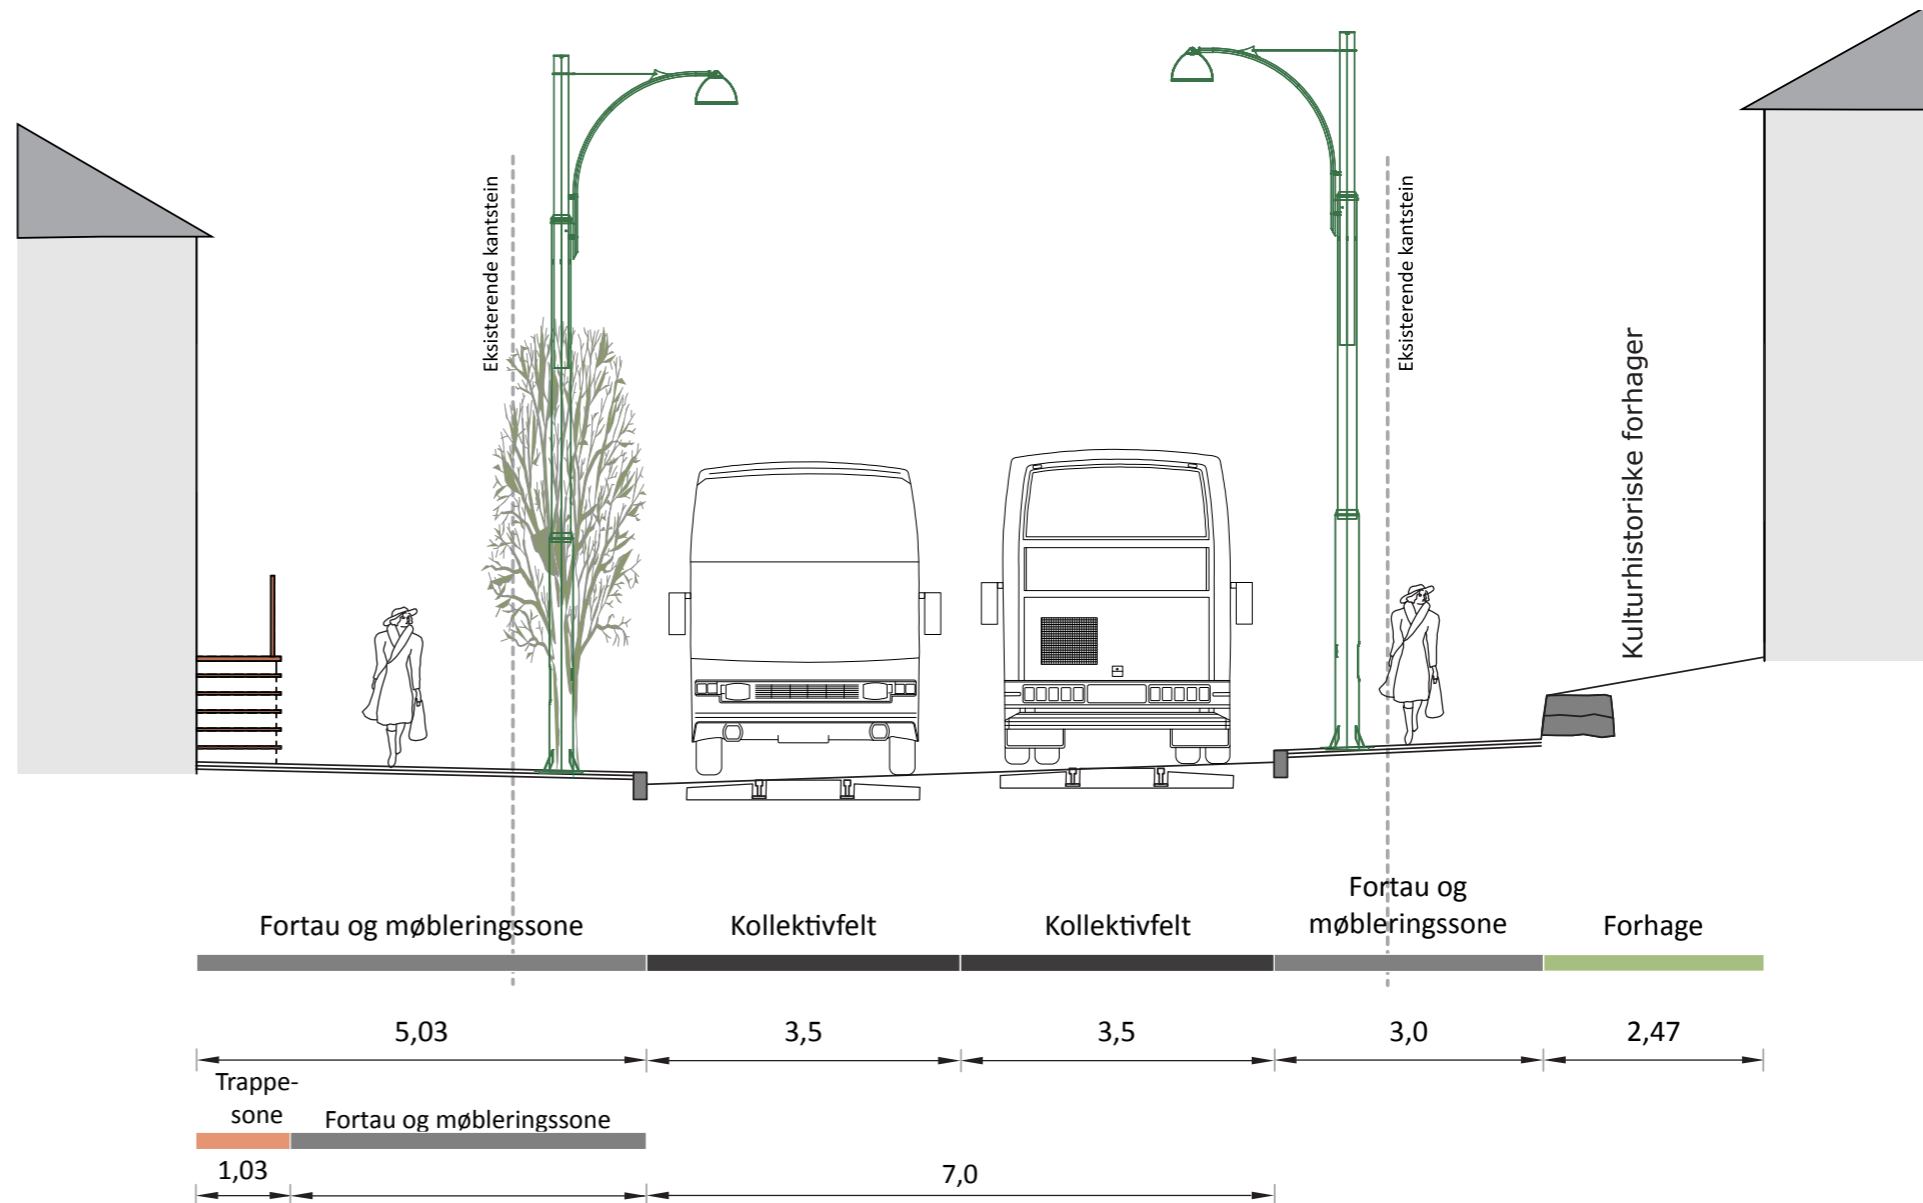 Eksisterende kantstein
Eksisterende kantstein
Kulturhistoriske forhager
Fortau og møbleringssone
Kollektivfelt
Kollektivfelt
Fortau og
møbleringssone
Forhage
5,03
3,5
3,5
3,0
2,47
Trappe-
sone
Fortau og møbleringssone
1,03
7,0